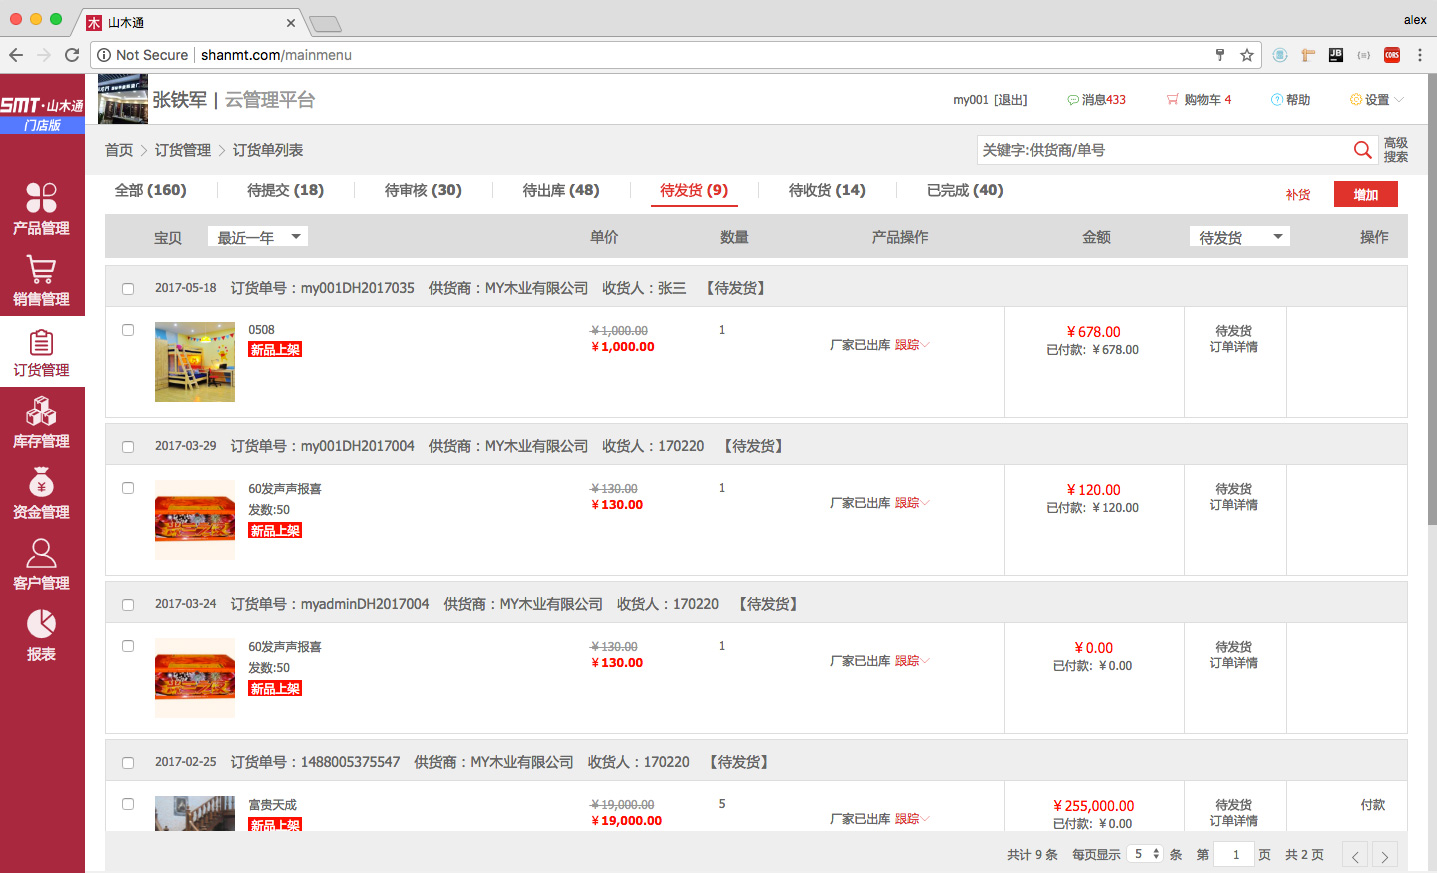 山木通
alex
Not Secure
shanmt.com/mainmenu
JB
CORS
SMT·山木通
门店版
张铁军 | 云管理平台
my001 [退出]
消息433
购物车 4
帮助
设置
首页 > 订货管理 > 订货单列表
关键字:供货商/单号
高级
搜索
产品管理
销售管理
订货管理
库存管理
资金管理
客户管理
报表
全部 (160)
待提交 (18)
待审核 (30)
待出库 (48)
待发货 (9)
待收货 (14)
已完成 (40)
补货
增加
宝贝
最近一年
单价
数量
产品操作
金额
待发货
操作
2017-05-18 订货单号：my001DH2017035 供货商：MY木业有限公司 收货人：张三 【待发货】
0508
新品上架
￥1,000.00
￥1,000.00
1
厂家已出库 跟踪
￥678.00
已付款: ￥678.00
待发货
订单详情
2017-03-29 订货单号：my001DH2017004 供货商：MY木业有限公司 收货人：170220 【待发货】
60发声声报喜
发数:50
新品上架
￥130.00
￥130.00
1
厂家已出库 跟踪
￥120.00
已付款: ￥120.00
待发货
订单详情
2017-03-24 订货单号：myadminDH2017004 供货商：MY木业有限公司 收货人：170220 【待发货】
60发声声报喜
发数:50
新品上架
￥130.00
￥130.00
1
厂家已出库 跟踪
￥0.00
已付款: ￥0.00
待发货
订单详情
2017-02-25 订货单号：1488005375547 供货商：MY木业有限公司 收货人：170220 【待发货】
富贵天成
新品上架
￥19,000.00
￥19,000.00
5
厂家已出库 跟踪
￥255,000.00
已付款: ￥0.00
待发货
订单详情
付款
共计 9 条 每页显示 5 条 第 1 页 共 2 页